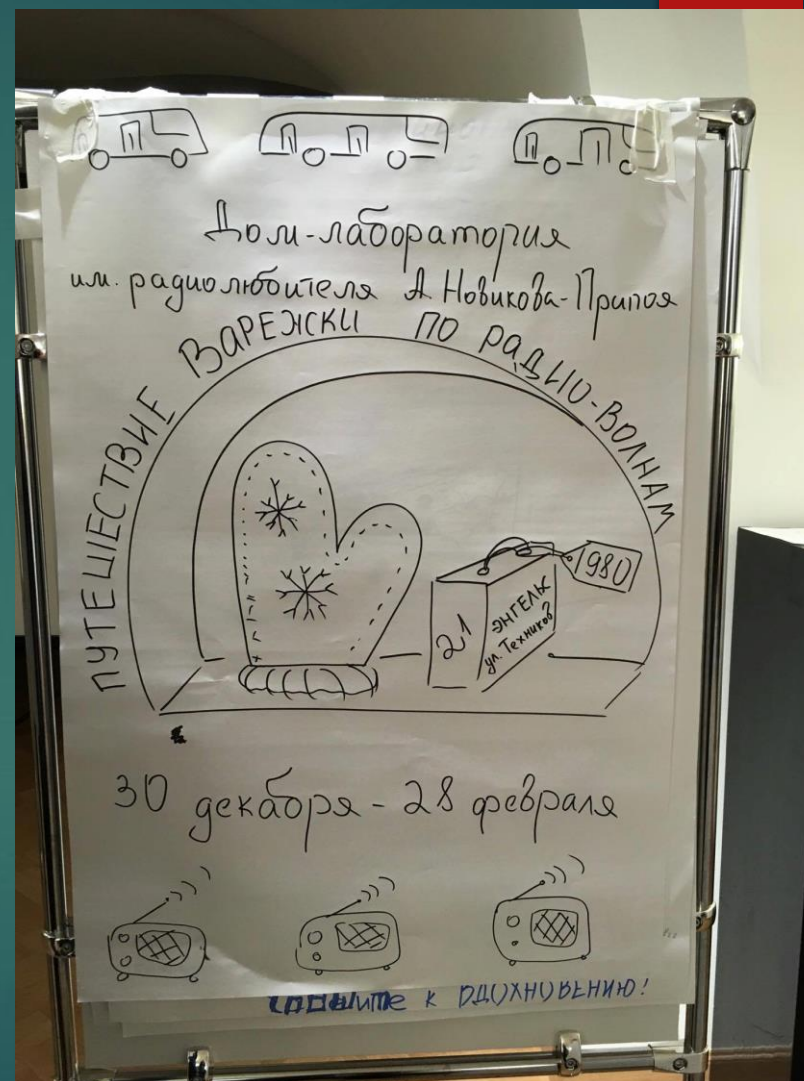 Дом-лаборатория
им. радиолюбителя А. Новикова-Припоя
ПУТЕШЕСТВИЕ ВАРЕЖКИ ПО РАДИО-ВОЛНАМ
1980
21
ЭНГЕЛЬС
ул. Техников
30 декабря - 28 февраля
к ВДОХНОВЕНИЮ!